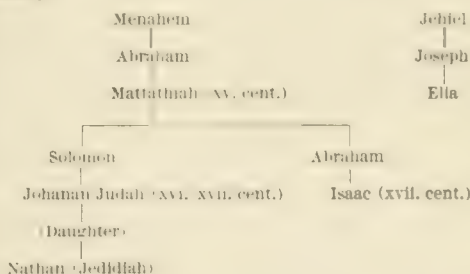 Menahem Jehiel
Abraham Joseph
Mattathiah (xv. cent.) Elia
Solomon Abraham
Johanan Judah (xvi. xvii. cent.) Isaac (xvii. cent.)
(Daughter)
Nathan (Jedidiah)